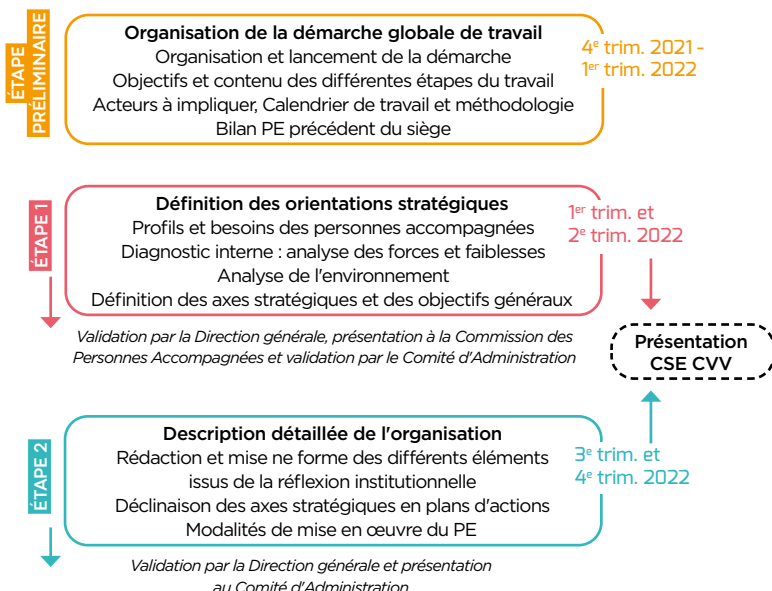 ÉTAPE
PRÉLIMINAIRE
Organisation de la démarche globale de travail
Organisation et lancement de la démarche
Objectifs et contenu des différentes étapes du travail
Acteurs à impliquer, Calendrier de travail et méthodologie
Bilan PE précédent du siège
4e trim. 2021 -
1er trim. 2022
ÉTAPE 1
Définition des orientations stratégiques
Profils et besoins des personnes accompagnées
Diagnostic interne : analyse des forces et faiblesses
Analyse de l'environnement
Définition des axes stratégiques et des objectifs généraux
1er trim. et
2e trim. 2022
Validation par la Direction générale, présentation à la Commission des
Personnes Accompagnées et validation par le Comité d'Administration
Présentation
CSE CVV
ÉTAPE 2
Description détaillée de l'organisation
Rédaction et mise ne forme des différents éléments
issus de la réflexion institutionnelle
Déclinaison des axes stratégiques en plans d'actions
Modalités de mise en œuvre du PE
3e trim. et
4e trim. 2022
Validation par la Direction générale et présentation
au Comité d'Administration